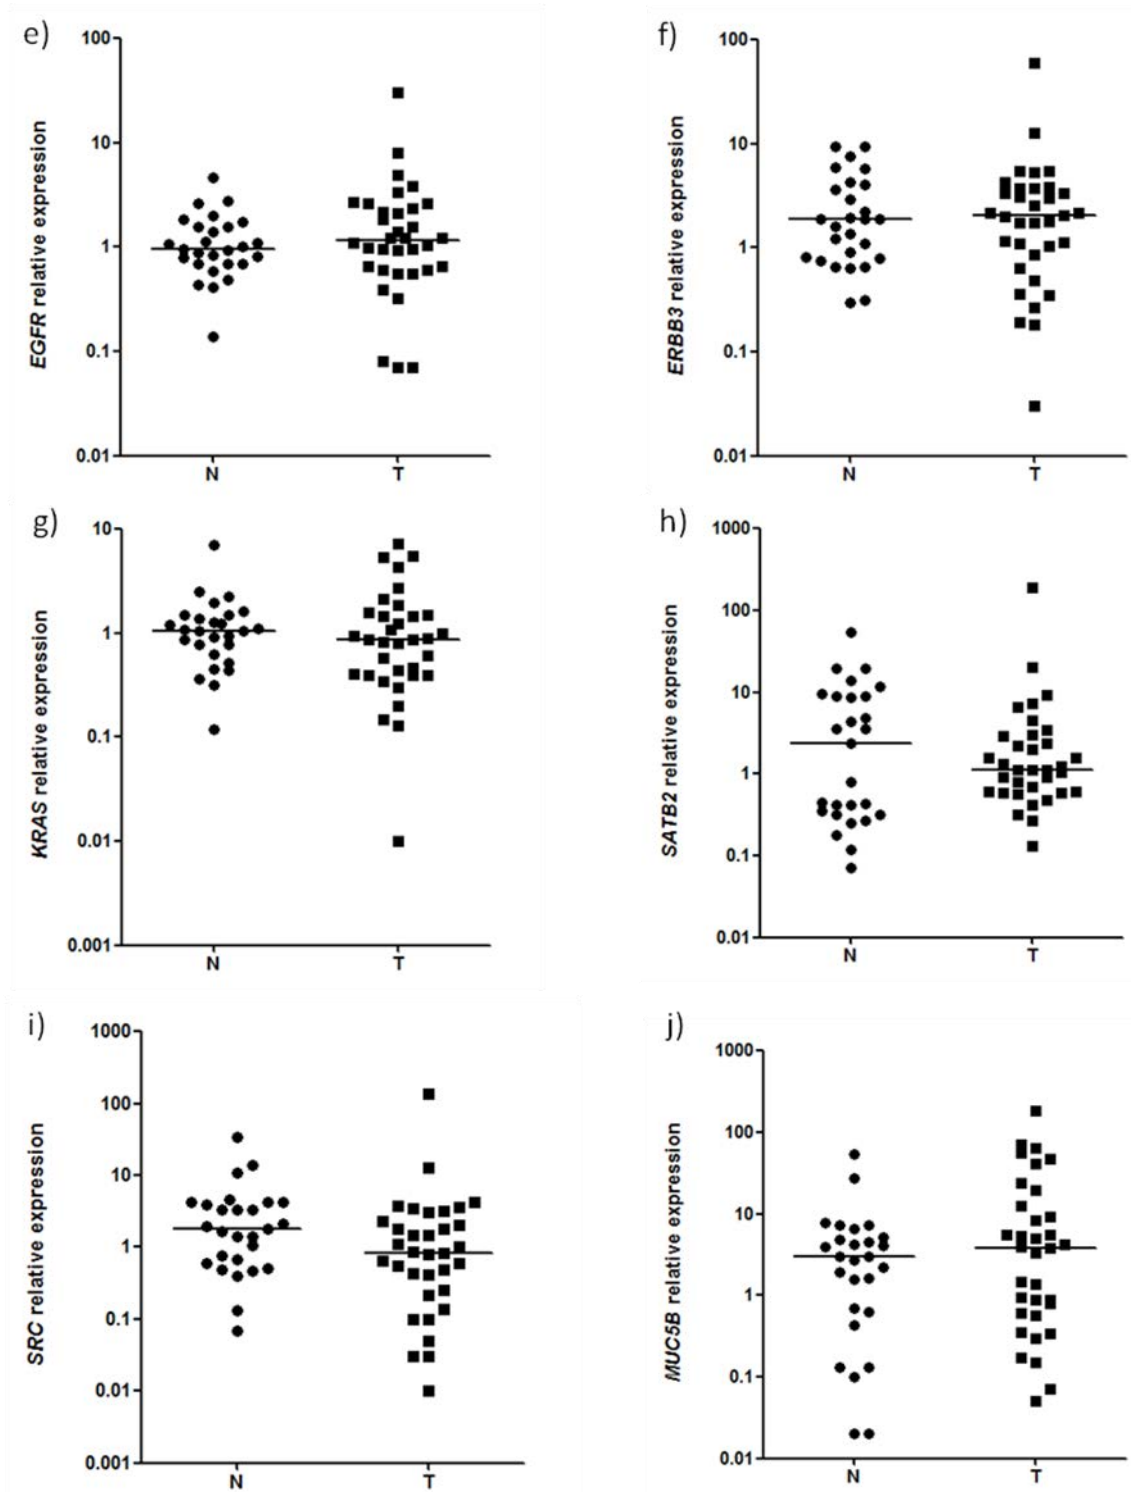 e)
100
10
1
0.1
0.01
EGFR relative expression
N T
f)
100
10
1
0.1
0.01
ERBB3 relative expression
N T
g)
10
1
0.1
0.01
0.001
KRAS relative expression
N T
h)
1000
100
10
1
0.1
0.01
SATB2 relative expression
N T
i)
1000
100
10
1
0.1
0.01
0.001
SRC relative expression
N T
j)
1000
100
10
1
0.1
0.01
MUC5B relative expression
N T